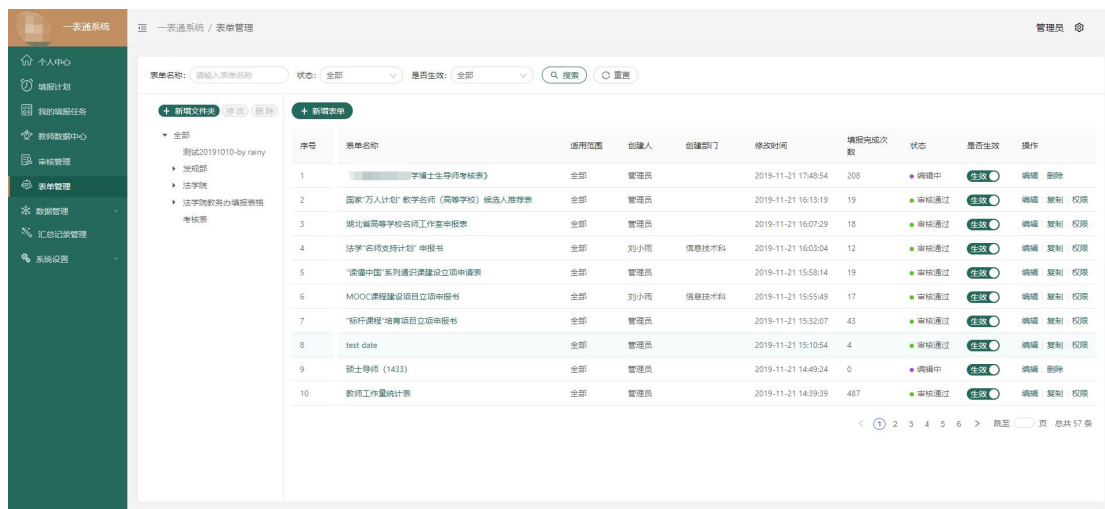 一表通系统
一表通系统 / 表单管理
管理员
个人中心
填报计划
我的填报任务
教师数据中心
审核管理
表单管理
数据管理
汇总记录管理
系统设置
表单名称: 请输入表单名称 状态: 全部 是否生效: 全部 搜索 重置
+ 新增文件夹 修改 删除
全部
测试20191010-by rainy
发规部
法学院
法学院教务办填报表格
考核表
+ 新增表单
序号 表单名称 适用范围 创建人 创建部门 修改时间 填报完成次数 状态 是否生效 操作
1 《 学博士生导师考核表》 全部 管理员 2019-11-21 17:48:54 208 编辑中 生效 编辑 删除
2 国家"万人计划" 教学名师（高等学校）候选人推荐表 全部 管理员 2019-11-21 16:13:19 19 审核通过 生效 编辑 复制 权限
3 湖北省高等学校名师工作室申报表 全部 管理员 2019-11-21 16:07:29 18 审核通过 生效 编辑 复制 权限
4 法学"名师支持计划" 申报书 全部 刘小雨 信息技术科 2019-11-21 16:03:04 12 审核通过 生效 编辑 复制 权限
5 "读懂中国"系列通识课建设立项申请表 全部 管理员 2019-11-21 15:58:14 19 审核通过 生效 编辑 复制 权限
6 MOOC课程建设项目立项申报书 全部 刘小雨 信息技术科 2019-11-21 15:55:49 17 审核通过 生效 编辑 复制 权限
7 "标杆课程"培育项目立项申报书 全部 管理员 2019-11-21 15:32:07 43 审核通过 生效 编辑 复制 权限
8 test date 全部 管理员 2019-11-21 15:10:54 4 审核通过 生效 编辑 复制 权限
9 硕士导师（1433） 全部 管理员 2019-11-21 14:49:24 0 编辑中 生效 编辑 删除
10 教师工作量统计表 全部 管理员 2019-11-21 14:39:39 487 审核通过 生效 编辑 复制 权限
< 1 2 3 4 5 6 > 跳至 页 总共 57 条